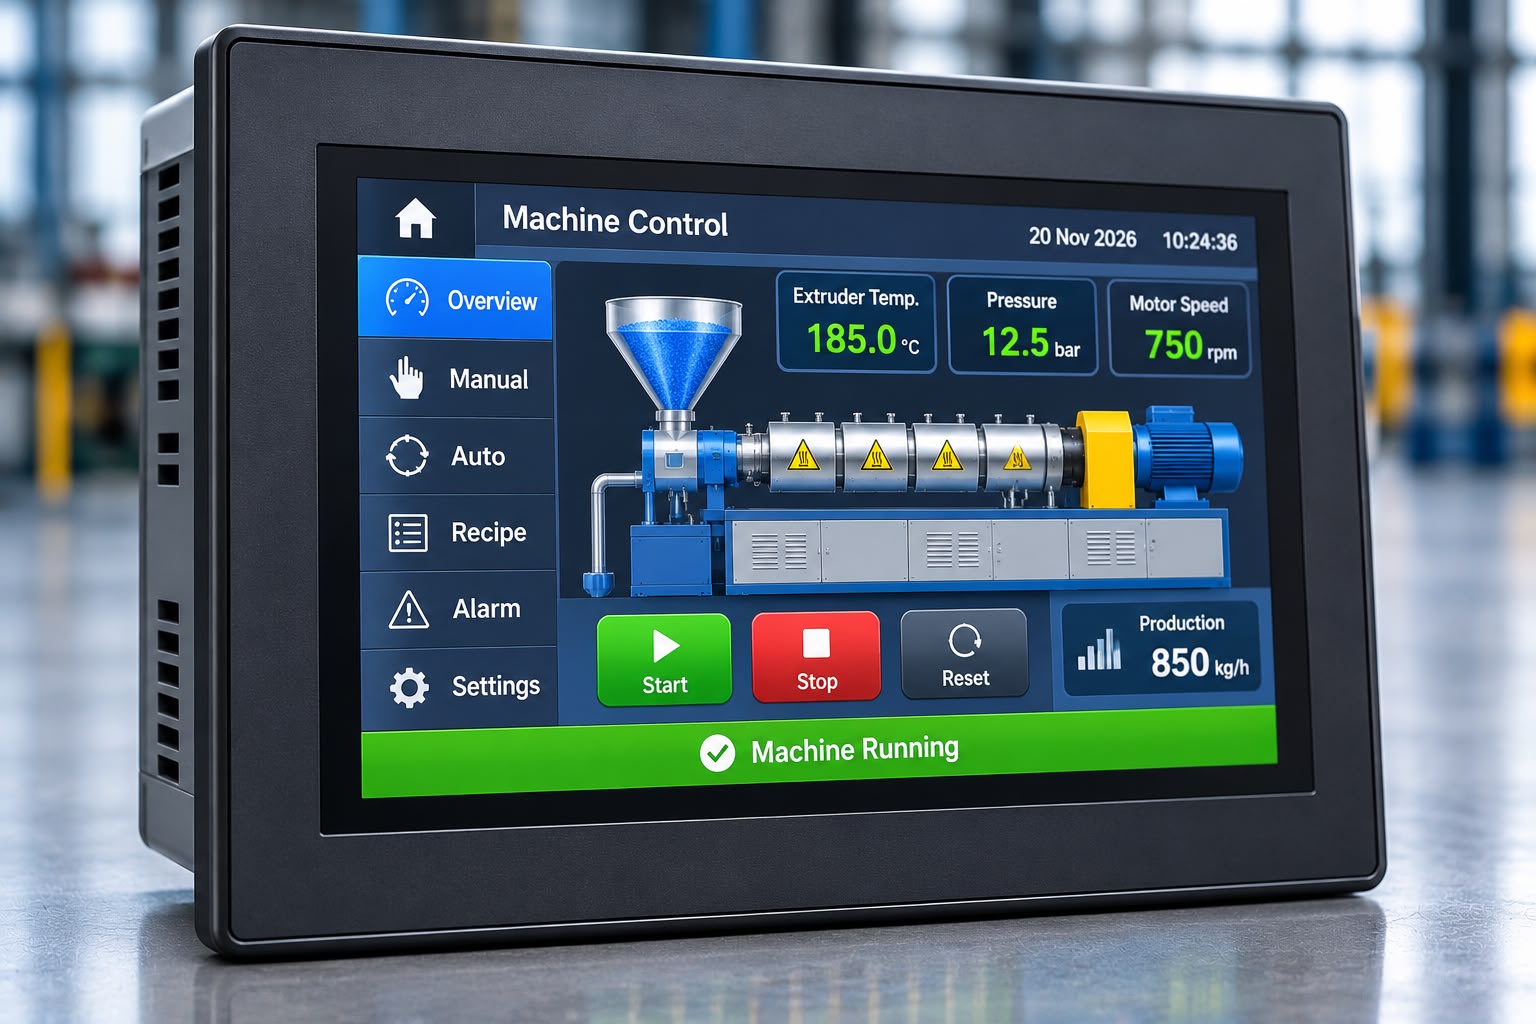 Machine Control
20 Nov 2026 10:24:36
Overview
Manual
Auto
Recipe
Alarm
Settings
Extruder Temp.
185.0 °C
Pressure
12.5 bar
Motor Speed
750 rpm
Start
Stop
Reset
Production
850 kg/h
Machine Running